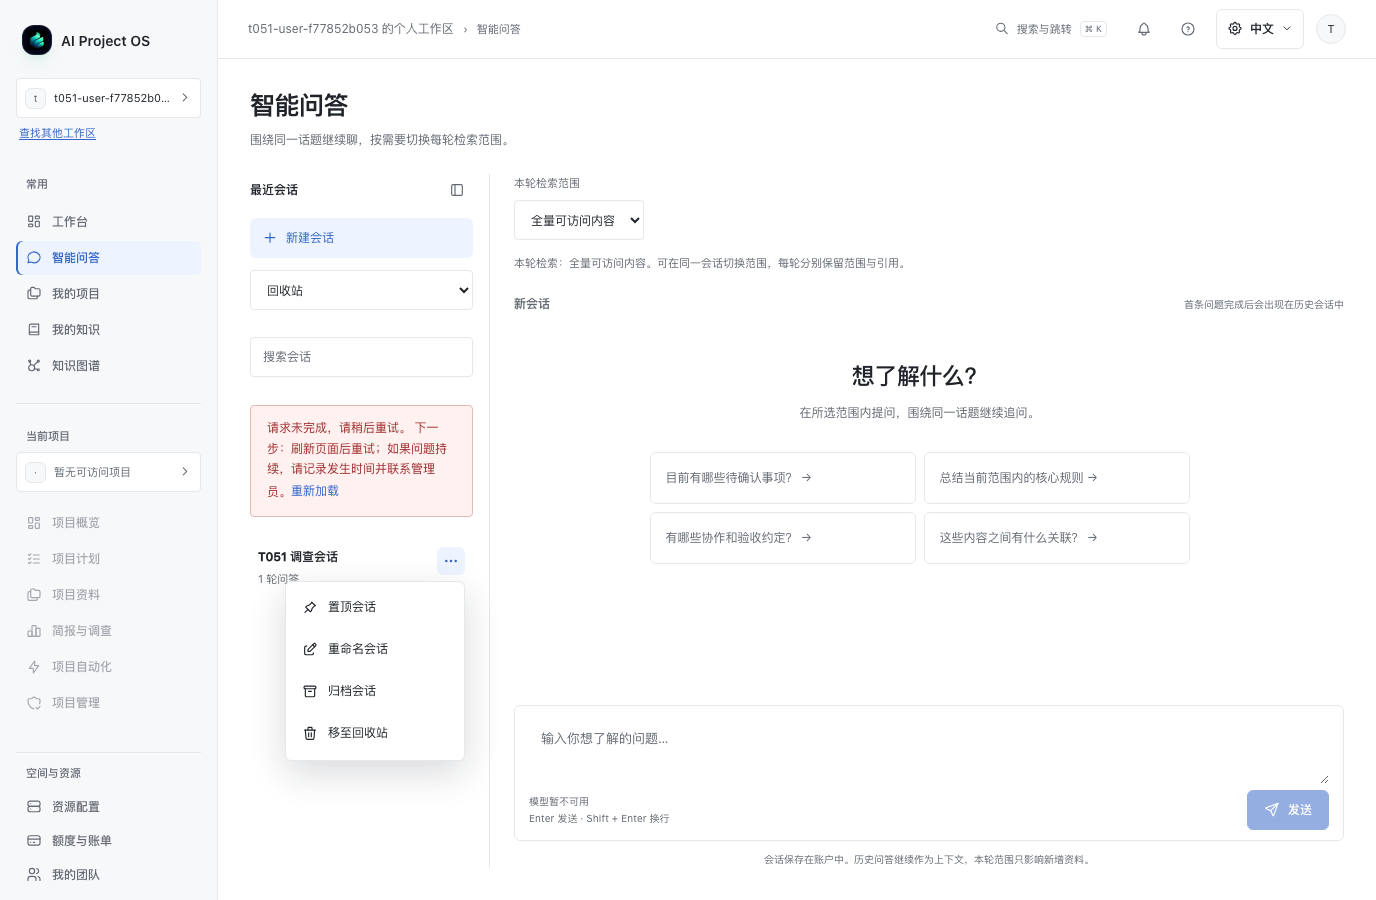 AI Project OS
t
t051-user-f77852b0...
查找其他工作区
常用
工作台
智能问答
我的项目
我的知识
知识图谱
当前项目
·
暂无可访问项目
项目概览
项目计划
项目资料
简报与调查
项目自动化
项目管理
空间与资源
资源配置
额度与账单
我的团队
t051-user-f77852b053 的个人工作区 › 智能问答
搜索与跳转 ⌘ K
中文
T
智能问答
围绕同一话题继续聊，按需要切换每轮检索范围。
最近会话
新建会话
回收站
搜索会话
请求未完成，请稍后重试。 下一
步：刷新页面后重试；如果问题持
续，请记录发生时间并联系管理
员。重新加载
T051 调查会话
1 轮问答
置顶会话
重命名会话
归档会话
移至回收站
本轮检索范围
全量可访问内容
本轮检索：全量可访问内容。可在同一会话切换范围，每轮分别保留范围与引用。
新会话
首条问题完成后会出现在历史会话中
想了解什么?
在所选范围内提问，围绕同一话题继续追问。
目前有哪些待确认事项？ →
总结当前范围内的核心规则 →
有哪些协作和验收约定？ →
这些内容之间有什么关联？ →
输入你想了解的问题...
模型暂不可用
Enter 发送 · Shift + Enter 换行
发送
会话保存在账户中。历史问答继续作为上下文，本轮范围只影响新增资料。